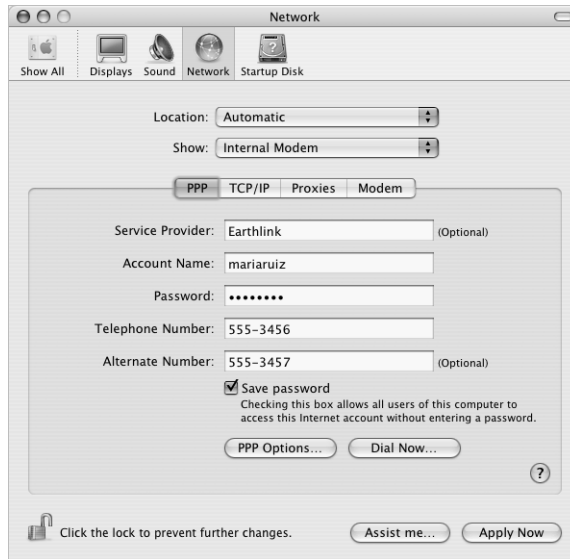 Network
Show All Displays Sound Network Startup Disk
Location: Automatic
Show: Internal Modem
PPP TCP/IP Proxies Modem
Service Provider: Earthlink (Optional)
Account Name: mariaruiz
Password: ••••••••
Telephone Number: 555-3456
Alternate Number: 555-3457 (Optional)
Save password
Checking this box allows all users of this computer to
access this Internet account without entering a password.
PPP Options... Dial Now...
?
Click the lock to prevent further changes. Assist me... Apply Now